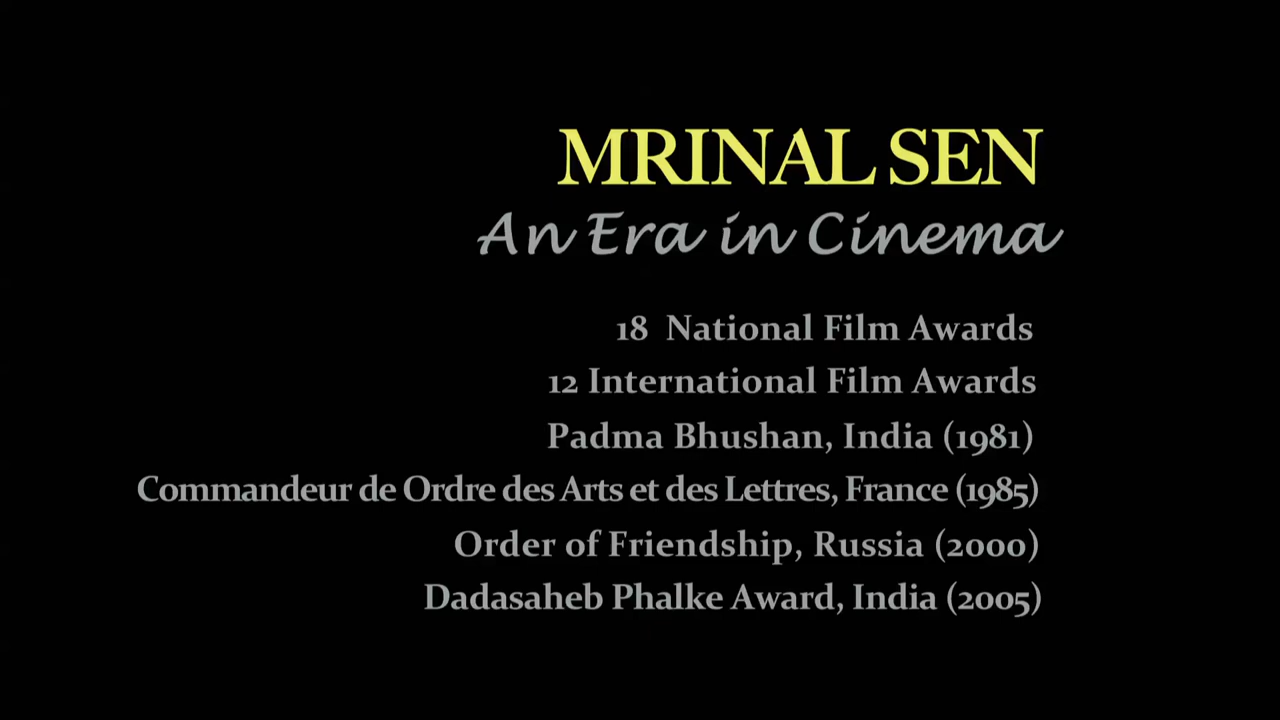 MRINAL SEN
An Era in Cinema
18 National Film Awards
12 International Film Awards
Padma Bhushan, India (1981)
Commandeur de Ordre des Arts et des Lettres, France (1985)
Order of Friendship, Russia (2000)
Dadasaheb Phalke Award, India (2005)